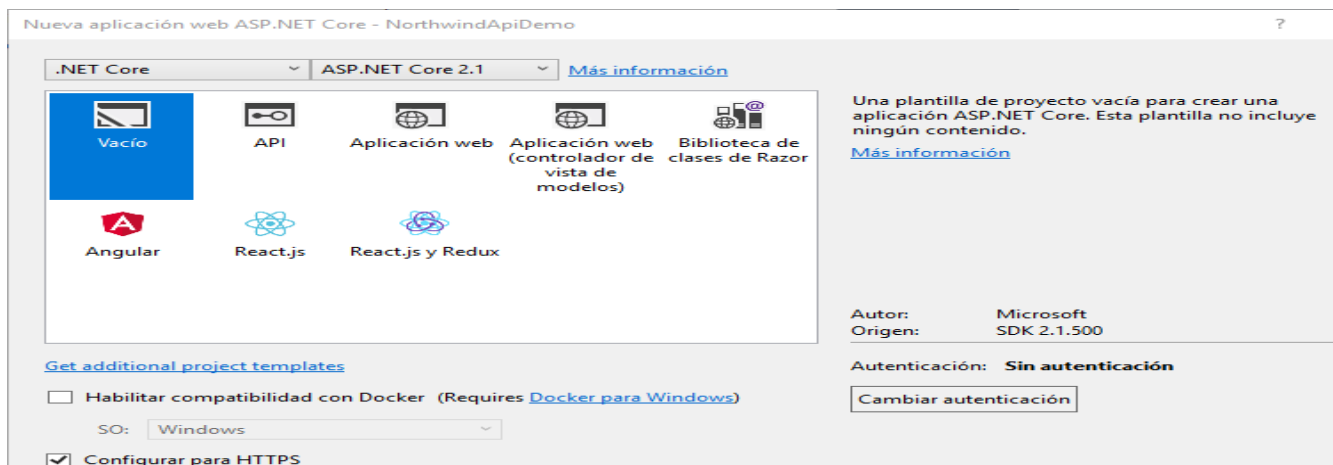 Nueva aplicación web ASP.NET Core - NorthwindApiDemo
?
.NET Core
ASP.NET Core 2.1
Más información
Vacío
API
Aplicación web
Aplicación web
(controlador de
vista de
modelos)
Biblioteca de
clases de Razor
Angular
React.js
React.js y Redux
Una plantilla de proyecto vacía para crear una
aplicación ASP.NET Core. Esta plantilla no incluye
ningún contenido.
Más información
Autor: Microsoft
Origen: SDK 2.1.500
Get additional project templates
Autenticación: Sin autenticación
Habilitar compatibilidad con Docker (Requires Docker para Windows)
Cambiar autenticación
SO: Windows
Configurar para HTTPS